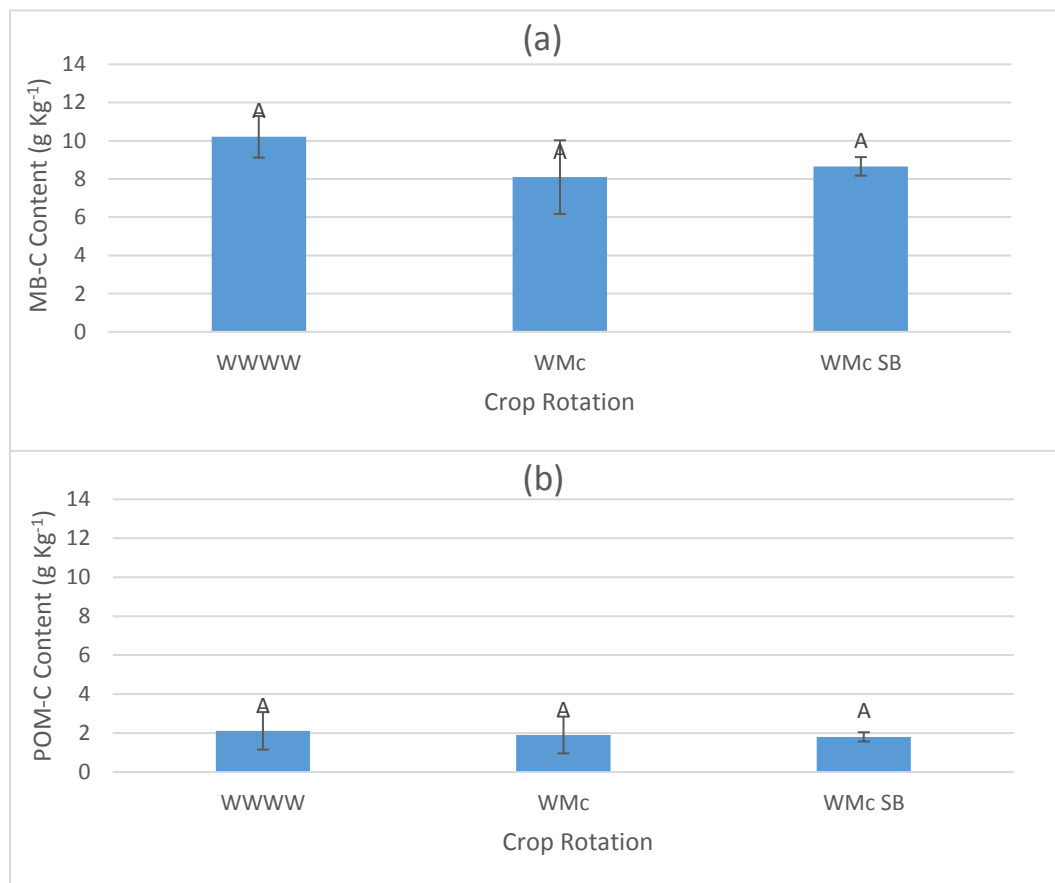 (a)
MB-C Content (g Kg⁻¹)
14
12
10
8
6
4
2
0
A
A
A
WWWW
WMc
WMc SB
Crop Rotation
(b)
POM-C Content (g Kg⁻¹)
14
12
10
8
6
4
2
0
A
A
A
WWWW
WMc
WMc SB
Crop Rotation